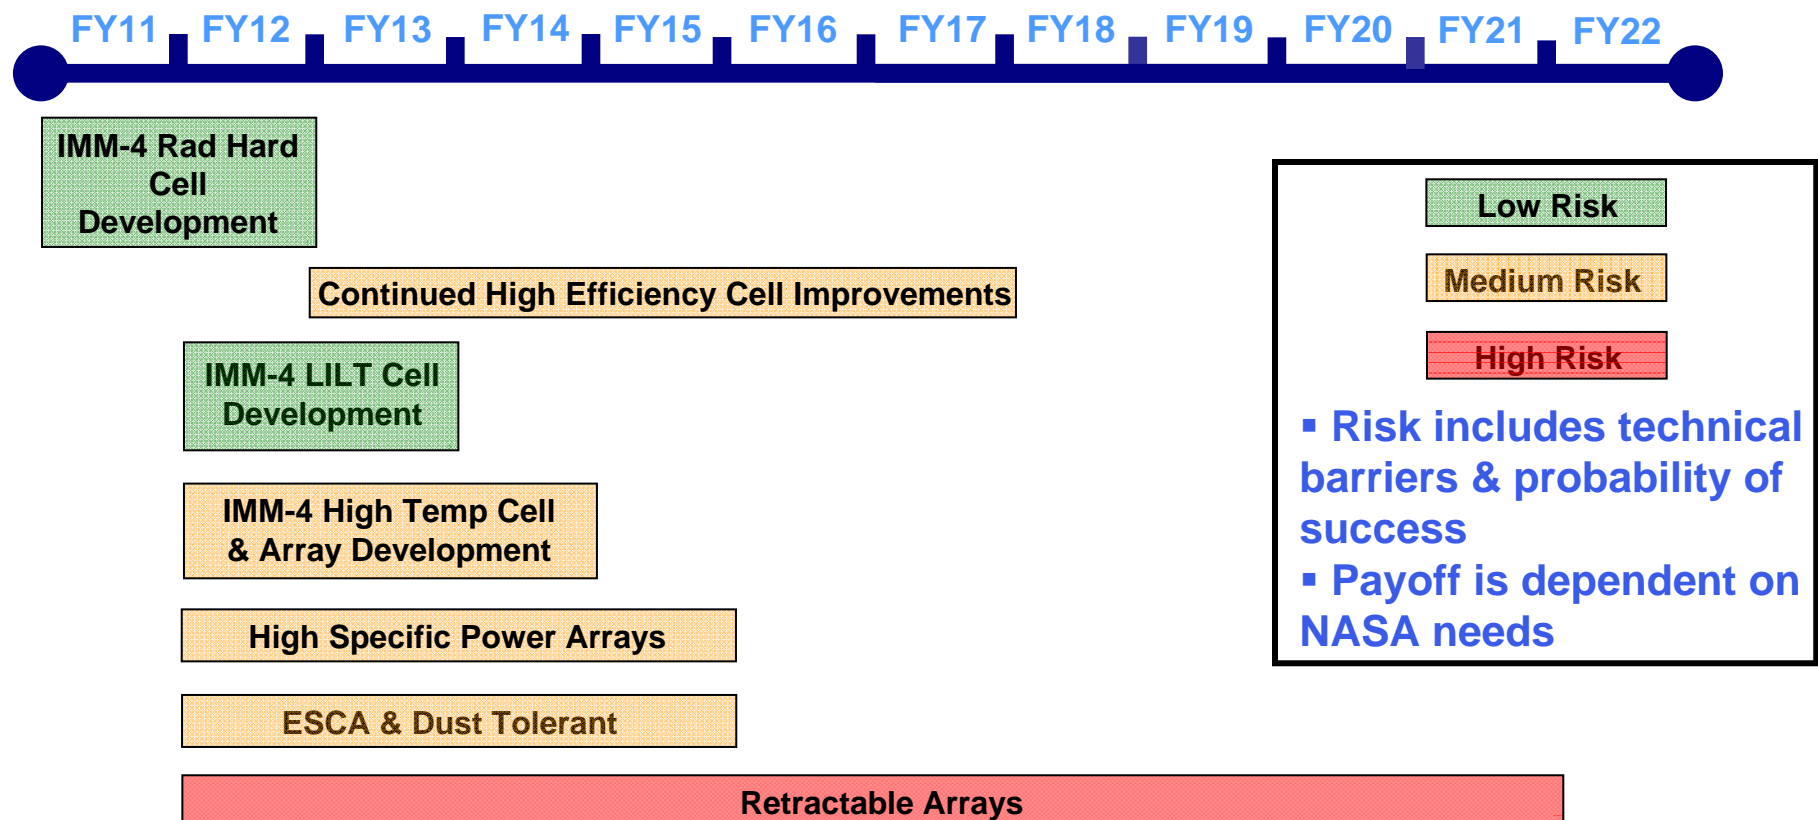 FY11 FY12 FY13 FY14 FY15 FY16 FY17 FY18 FY19 FY20 FY21 FY22
IMM-4 Rad Hard
Cell
Development
Continued High Efficiency Cell Improvements
IMM-4 LILT Cell
Development
IMM-4 High Temp Cell
& Array Development
High Specific Power Arrays
ESCA & Dust Tolerant
Retractable Arrays
Low Risk
Medium Risk
High Risk
▪ Risk includes technical
barriers & probability of
success
▪ Payoff is dependent on
NASA needs